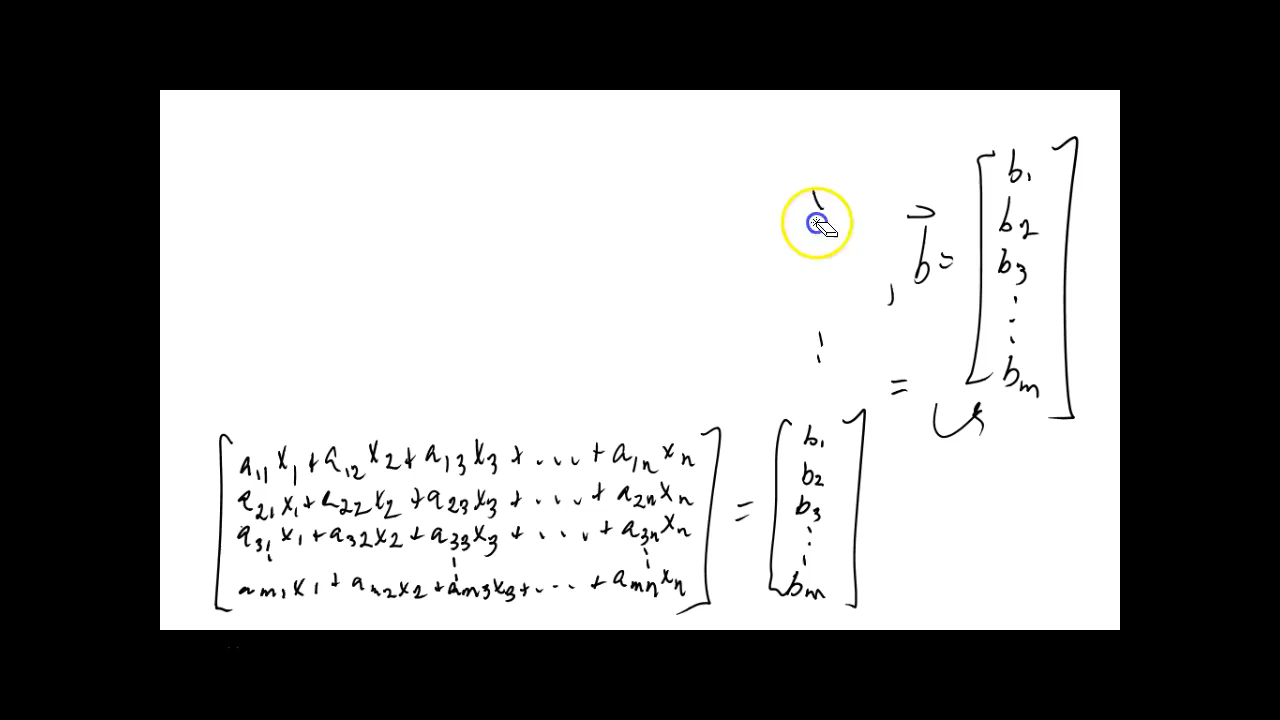 , b⃗ = [b₁
b₂
b₃
⋮
bₘ]
=
[a₁₁x₁ + a₁₂x₂ + a₁₃x₃ + ... + a₁ₙxₙ
a₂₁x₁ + a₂₂x₂ + a₂₃x₃ + ... + a₂ₙxₙ
a₃₁x₁ + a₃₂x₂ + a₃₃x₃ + ... + a₃ₙxₙ
⋮ ⋮ ⋮
aₘ₁x₁ + aₘ₂x₂ + aₘ₃x₃ + ... + aₘₙxₙ]
=
[b₁
b₂
b₃
⋮
bₘ]